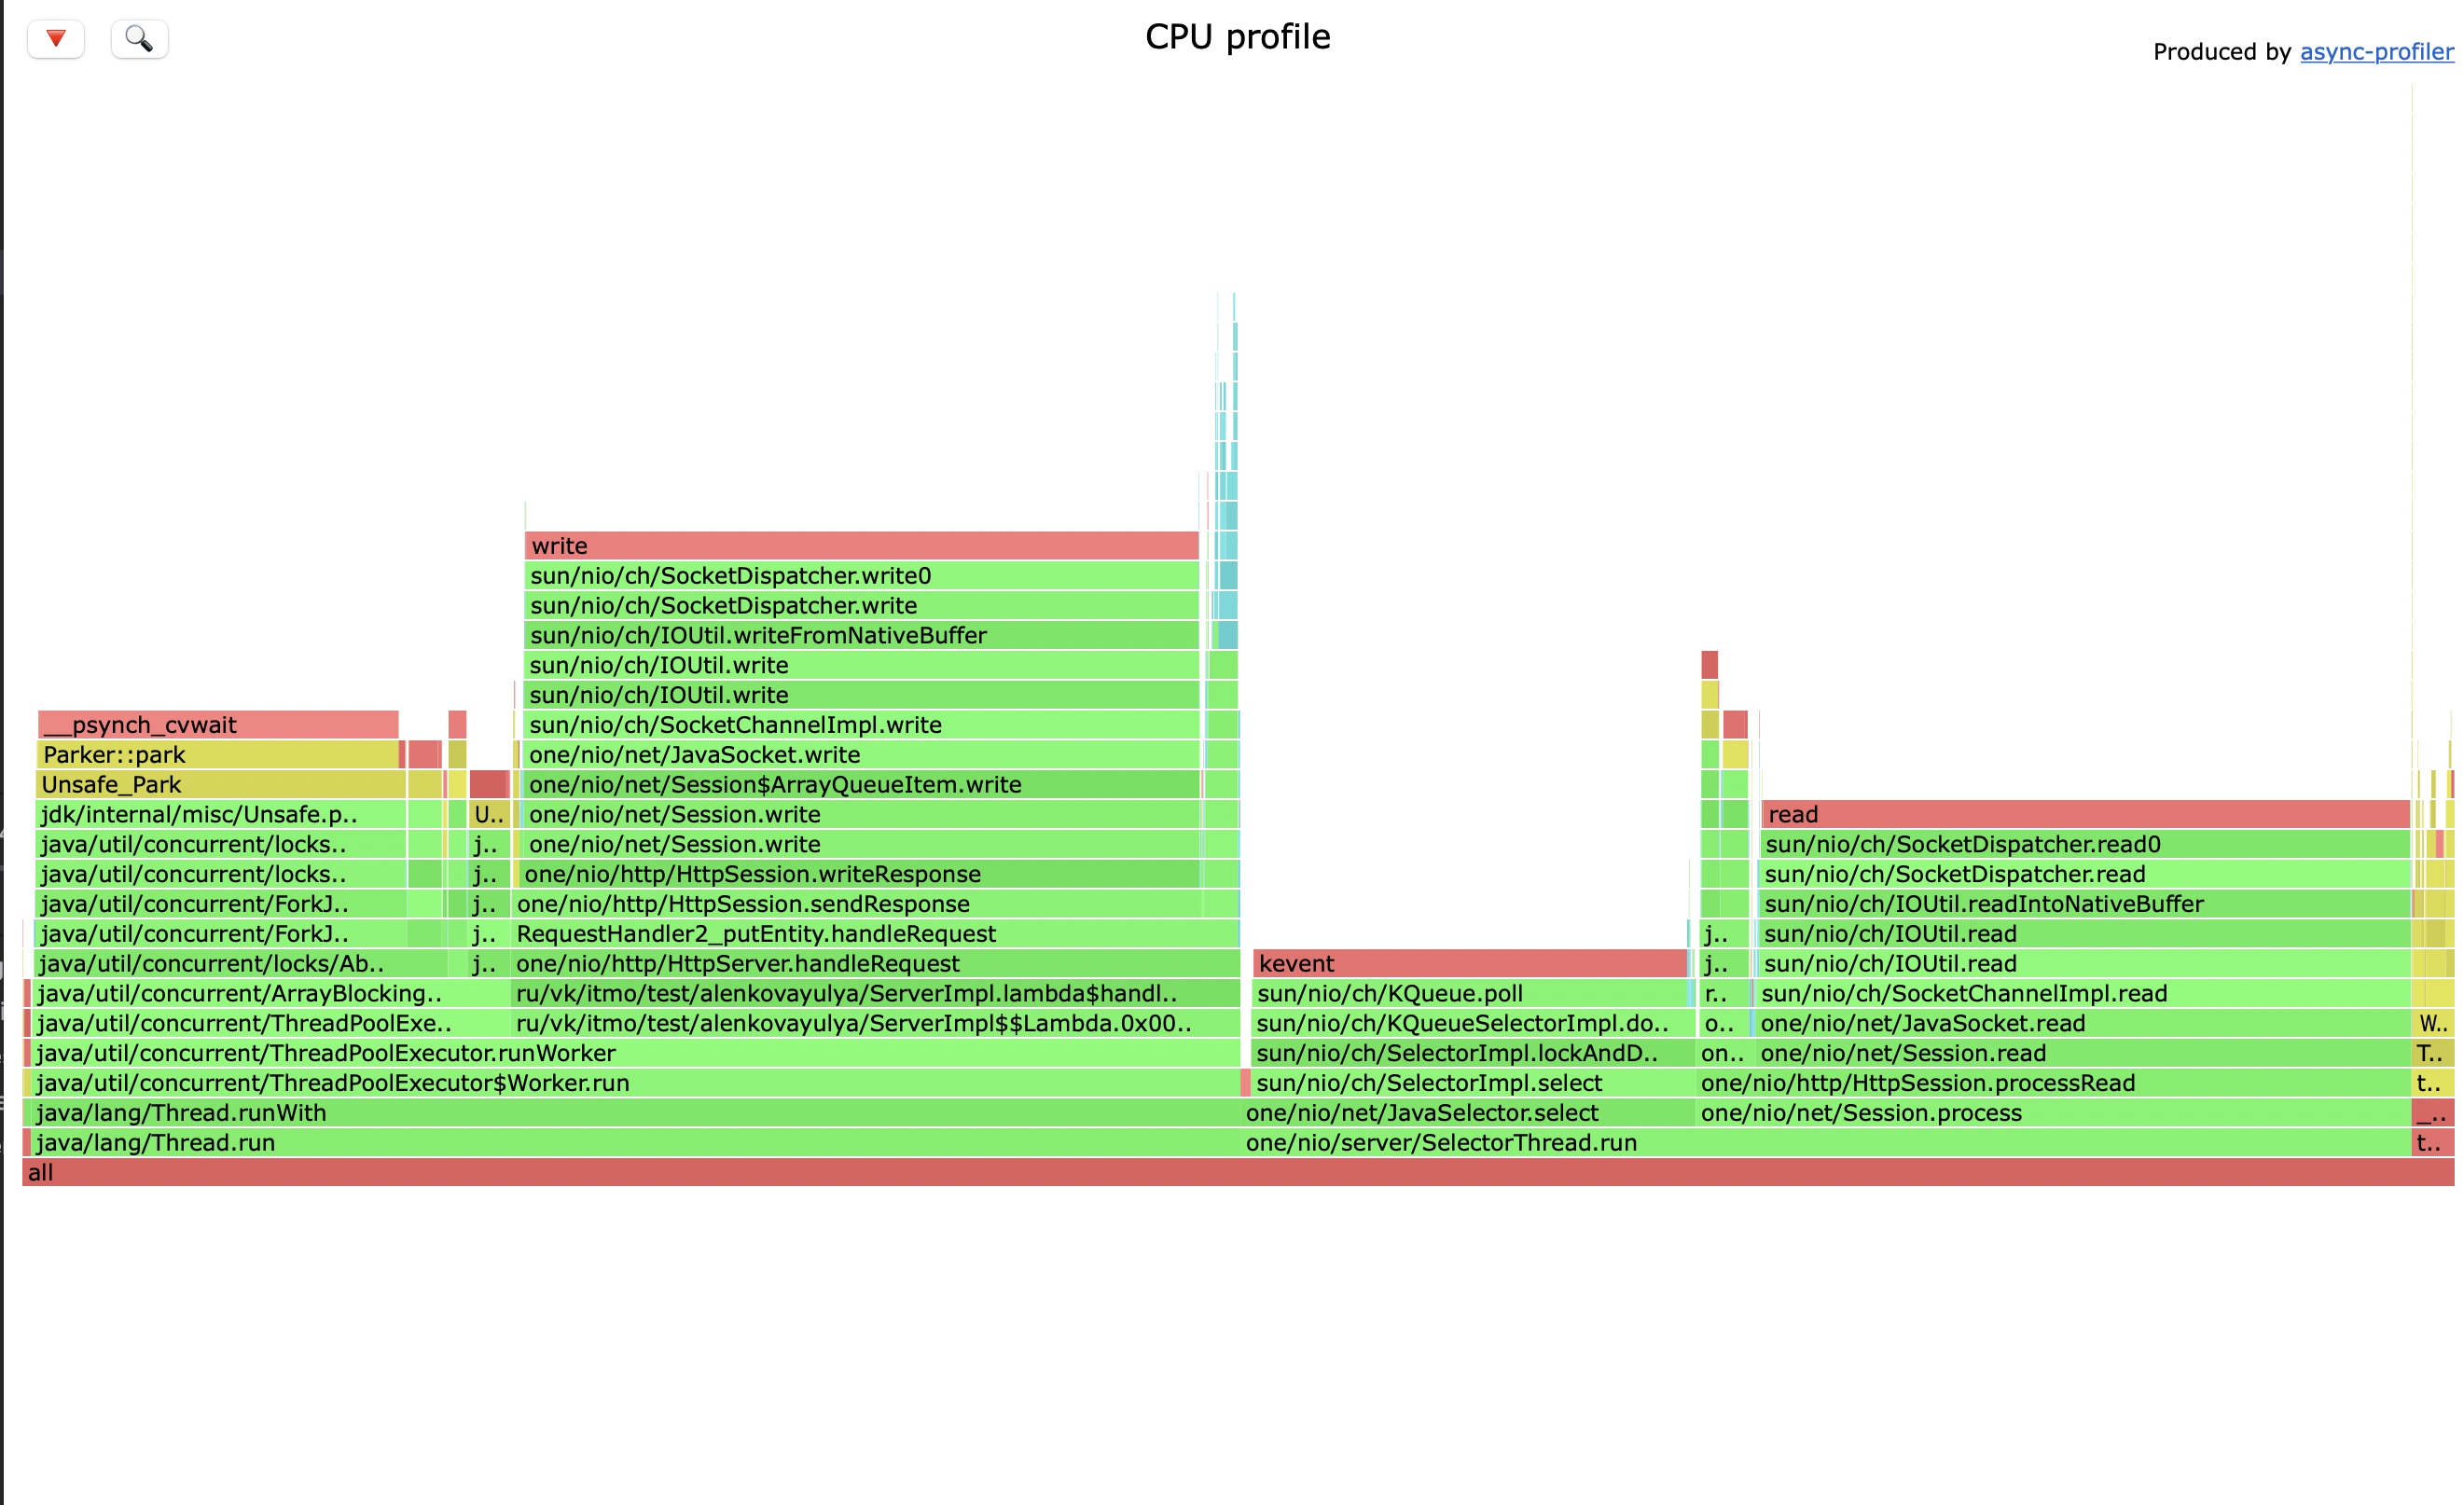 CPU profile
Produced by async-profiler
write
sun/nio/ch/SocketDispatcher.write0
sun/nio/ch/SocketDispatcher.write
sun/nio/ch/IOUtil.writeFromNativeBuffer
sun/nio/ch/IOUtil.write
sun/nio/ch/IOUtil.write
__psynch_cvwait sun/nio/ch/SocketChannelImpl.write
Parker::park one/nio/net/JavaSocket.write
Unsafe_Park one/nio/net/Session$ArrayQueueItem.write
jdk/internal/misc/Unsafe.p.. U.. one/nio/net/Session.write read
java/util/concurrent/locks.. j.. one/nio/net/Session.write sun/nio/ch/SocketDispatcher.read0
java/util/concurrent/locks.. j.. one/nio/http/HttpSession.writeResponse sun/nio/ch/SocketDispatcher.read
java/util/concurrent/ForkJ.. j.. one/nio/http/HttpSession.sendResponse sun/nio/ch/IOUtil.readIntoNativeBuffer
java/util/concurrent/ForkJ.. j.. RequestHandler2_putEntity.handleRequest j.. sun/nio/ch/IOUtil.read
java/util/concurrent/locks/Ab.. j.. one/nio/http/HttpServer.handleRequest kevent j.. sun/nio/ch/IOUtil.read
java/util/concurrent/ArrayBlocking.. ru/vk/itmo/test/alenkovayulya/ServerImpl.lambda$handl.. sun/nio/ch/KQueue.poll r.. sun/nio/ch/SocketChannelImpl.read
java/util/concurrent/ThreadPoolExe.. ru/vk/itmo/test/alenkovayulya/ServerImpl$$Lambda.0x00.. sun/nio/ch/KQueueSelectorImpl.do.. o.. one/nio/net/JavaSocket.read W..
java/util/concurrent/ThreadPoolExecutor.runWorker sun/nio/ch/SelectorImpl.lockAndD.. on.. one/nio/net/Session.read T..
java/util/concurrent/ThreadPoolExecutor$Worker.run sun/nio/ch/SelectorImpl.select one/nio/http/HttpSession.processRead t..
java/lang/Thread.runWith one/nio/net/JavaSelector.select one/nio/net/Session.process _..
java/lang/Thread.run one/nio/server/SelectorThread.run t..
all